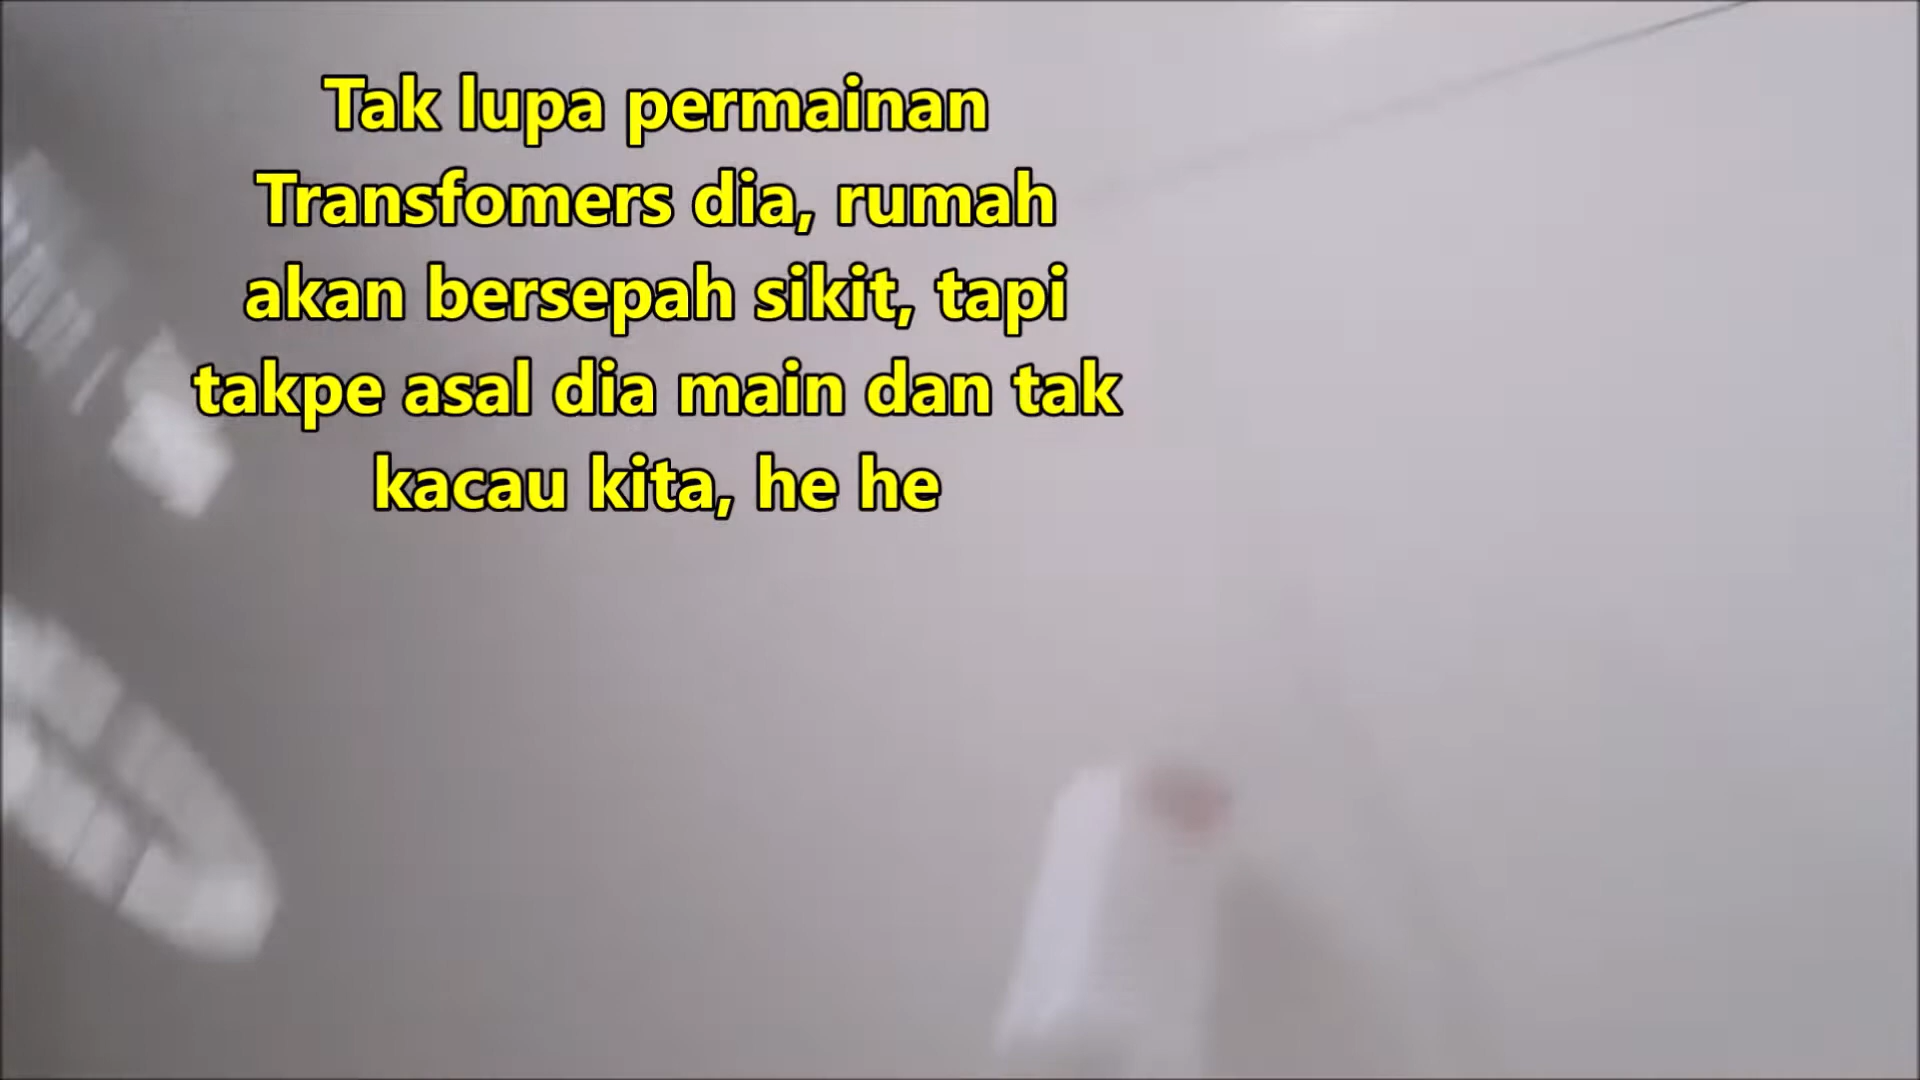 Tak lupa permainan
Transfomers dia, rumah
akan bersepah sikit, tapi
takpe asal dia main dan tak
kacau kita, he he